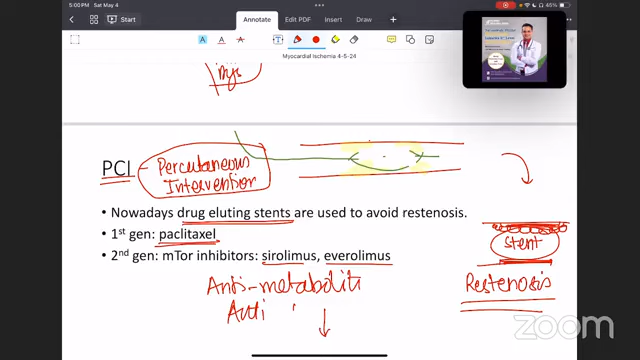 5:00 PM Sat May 4
45%
Annotate Edit PDF Insert Draw
Myocardial Ischemia 4-5-24
PCI - Percutaneous
Intervention
• Nowadays drug eluting stents are used to avoid restenosis.
• 1st gen: paclitaxel
• 2nd gen: mTor inhibitors: sirolimus, everolimus
Stent
Restenosis
Anti-metabolit
Anti
zoom